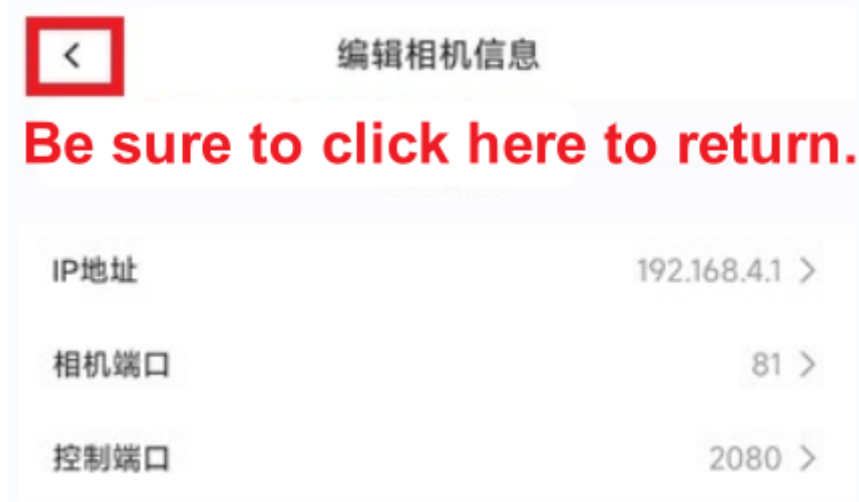 编辑相机信息
Be sure to click here to return.
IP地址 192.168.4.1
相机端口 81
控制端口 2080